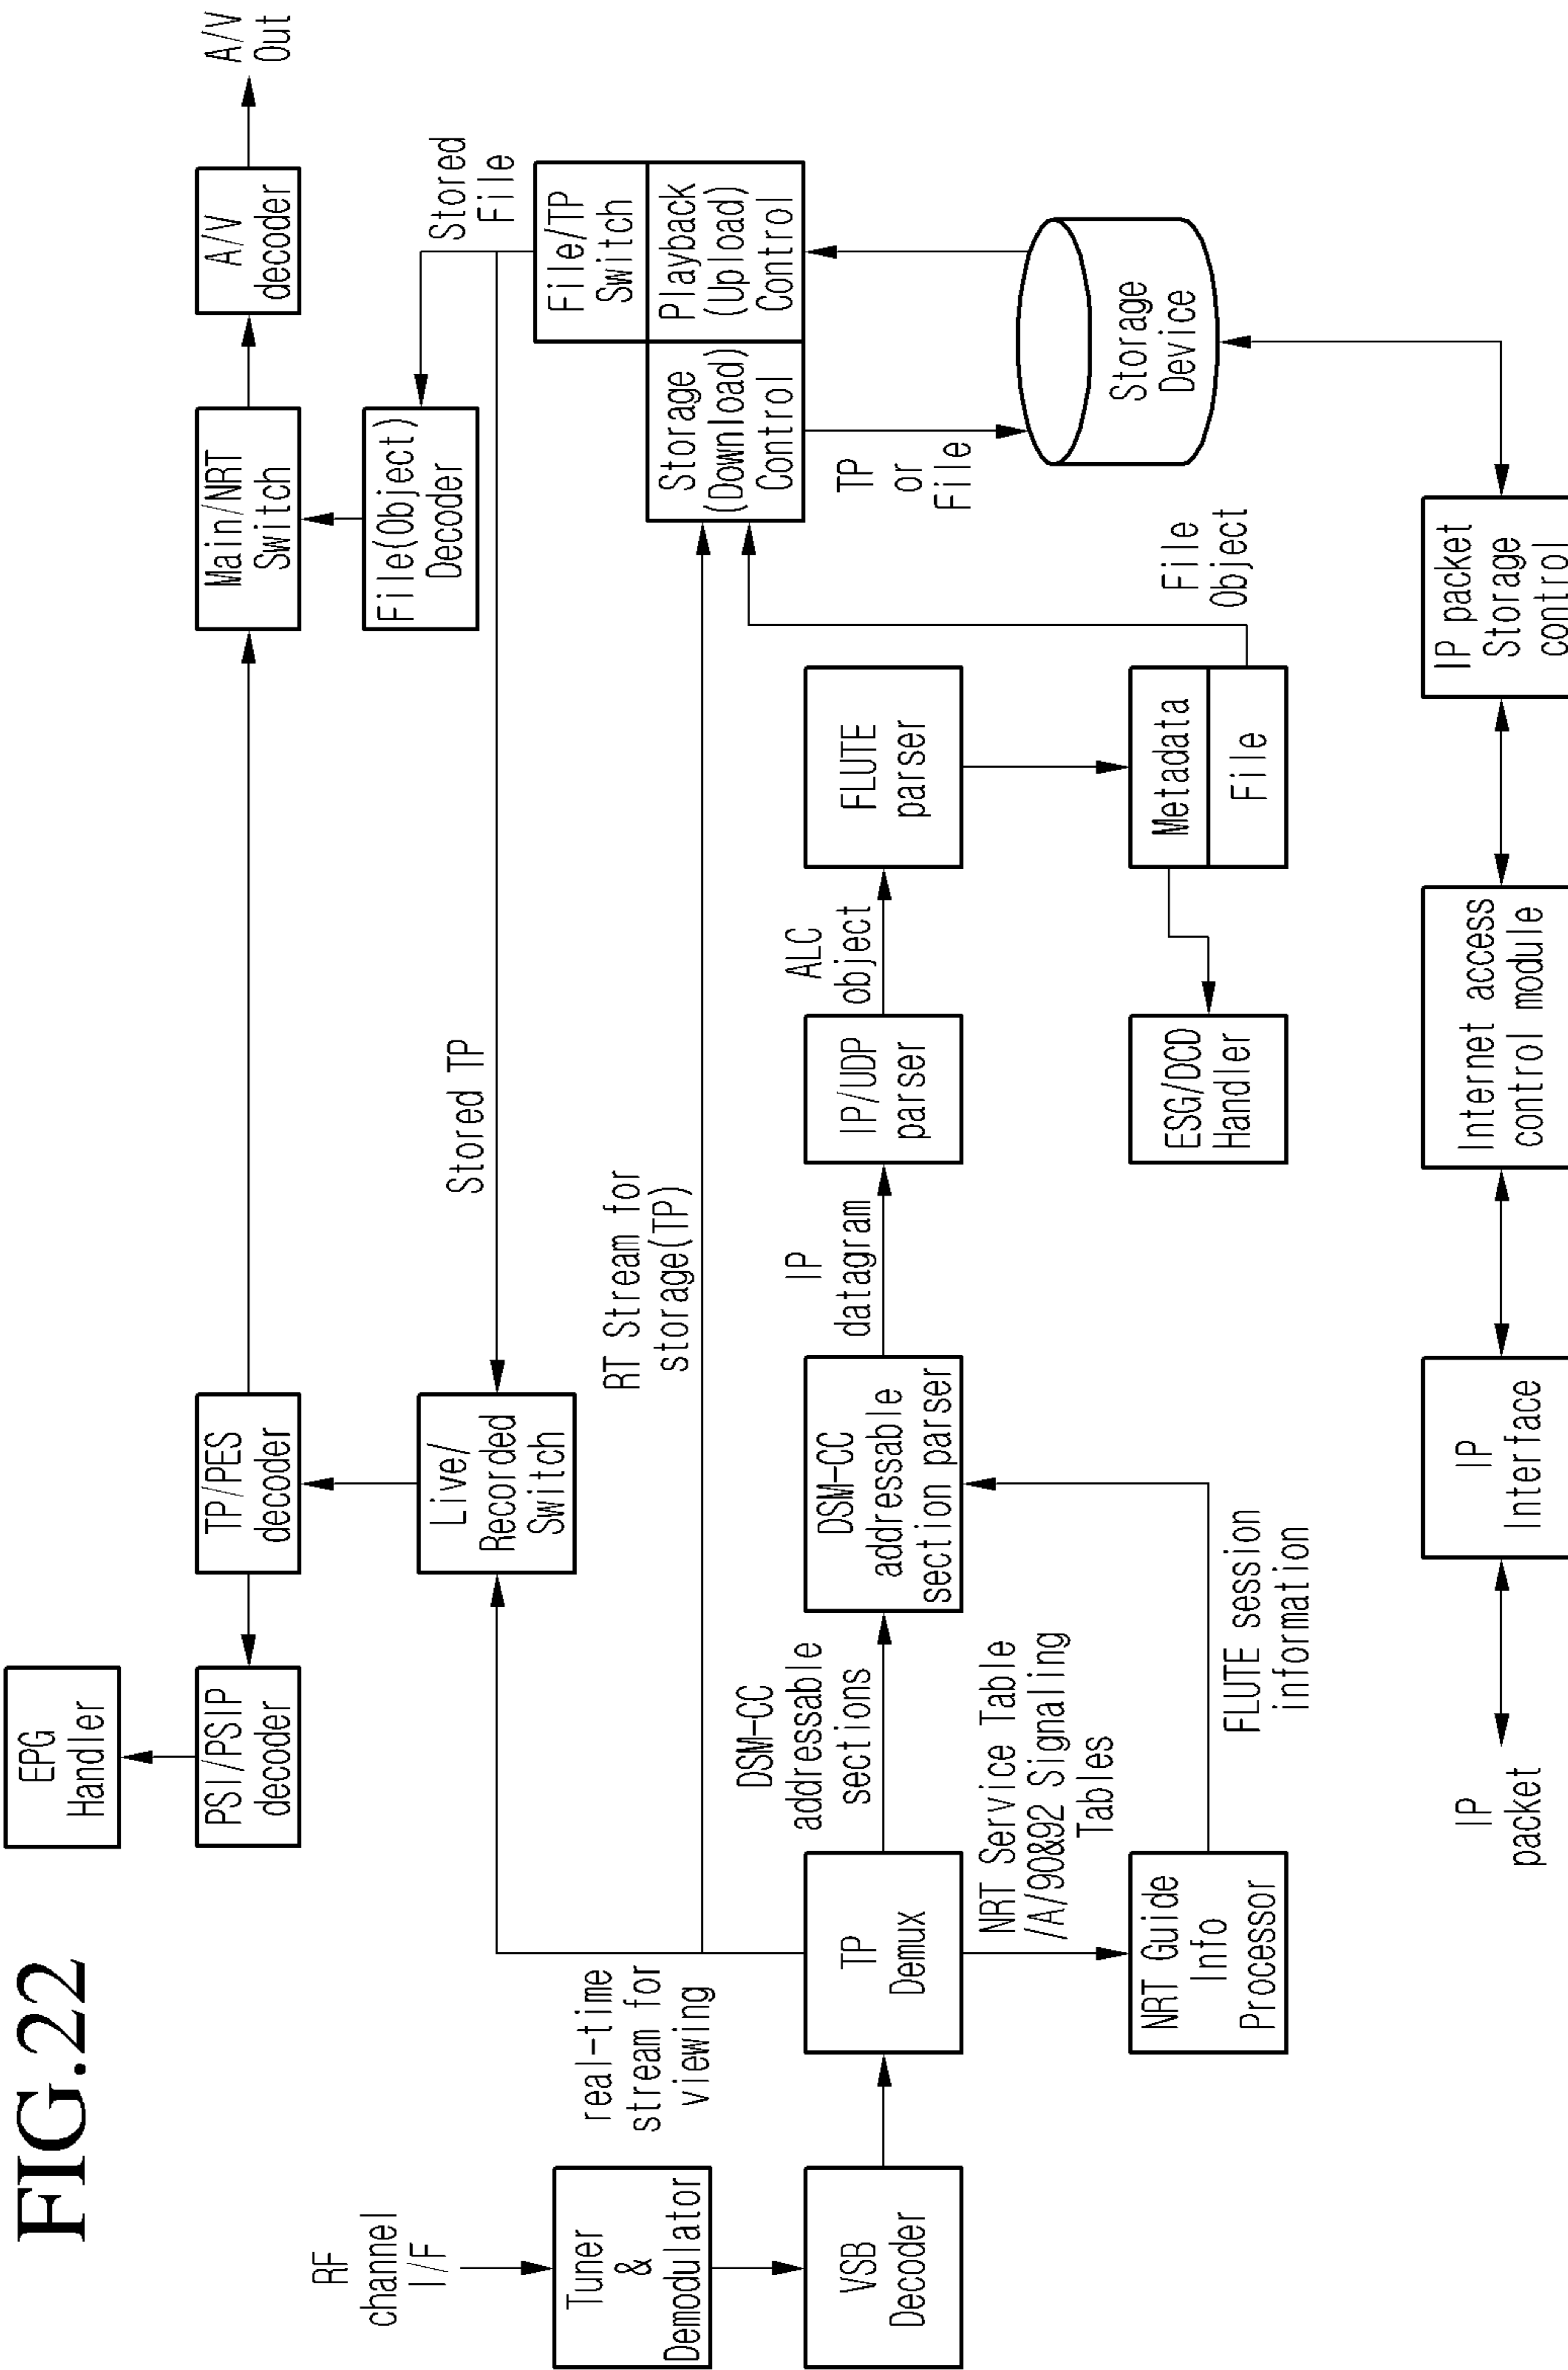 FIG.22
EPG
Handler
PSI/PSIP
decoder
TP/PES
decoder
Main/NRT
Switch
A/V
decoder
A/V
Out
RF
channel
I/F
Live/
Recorded
Switch
Stored TP
File(Object)
Decoder
Stored
File
Tuner
&
Demodulator
real-time
stream for
viewing
RT Stream for
storage(TP)
File/TP
Switch
Storage
(Download)
Control
Playback
(Upload)
Control
VSB
Decoder
TP
Demux
DSM-CC
addressable
sections
DSM-CC
addressable
section parser
IP
datagram
IP/UDP
parser
ALC
object
FLUTE
parser
TP
or
File
NRT Service Table
/A/90&92 Signaling
Tables
NRT Guide
Info
Processor
FLUTE session
information
ESG/DCD
Handler
Metadata
File
File
Object
Storage
Device
IP
packet
IP
Interface
Internet access
control module
IP packet
Storage
control